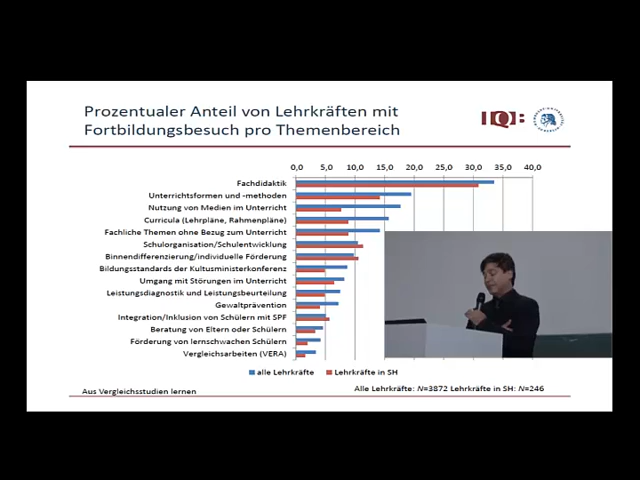 Prozentualer Anteil von Lehrkräften mit
Fortbildungsbesuch pro Themenbereich
IQB
0,0 5,0 10,0 15,0 20,0 25,0 30,0 35,0 40,0
Fachdidaktik
Unterrichtsformen und -methoden
Nutzung von Medien im Unterricht
Curricula (Lehrpläne, Rahmenpläne)
Fachliche Themen ohne Bezug zum Unterricht
Schulorganisation/Schulentwicklung
Binnendifferenzierung/individuelle Förderung
Bildungsstandards der Kultusministerkonferenz
Umgang mit Störungen im Unterricht
Leistungsdiagnostik und Leistungsbeurteilung
Gewaltprävention
Integration/Inklusion von Schülern mit SPF
Beratung von Eltern oder Schülern
Förderung von lernschwachen Schülern
Vergleichsarbeiten (VERA)
alle Lehrkräfte Lehrkräfte in SH
Aus Vergleichsstudien lernen
Alle Lehrkräfte: N=3872 Lehrkräfte in SH: N=246